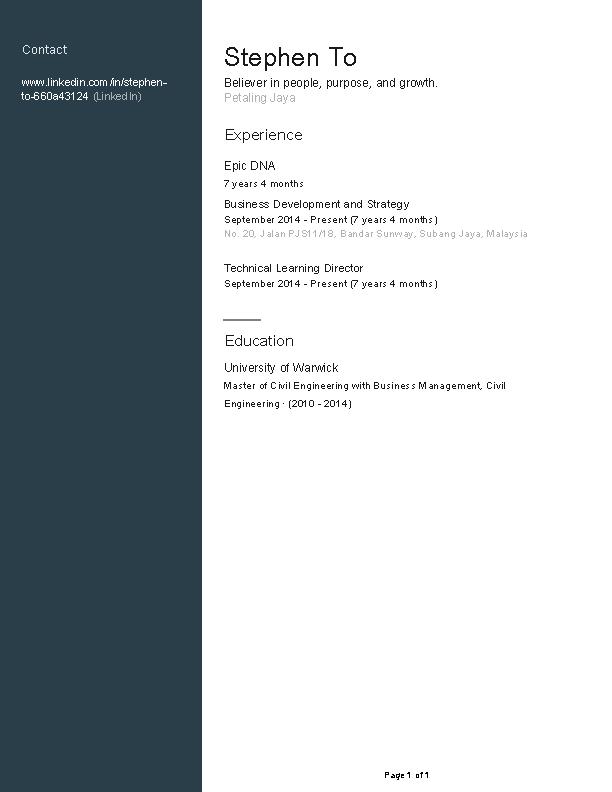 Contact
www.linkedin.com/in/stephen-
to-660a43124 (LinkedIn)
Stephen To
Believer in people, purpose, and growth.
Petaling Jaya
Experience
Epic DNA
7 years 4 months
Business Development and Strategy
September 2014 - Present (7 years 4 months)
No. 20, Jalan PJS11/18, Bandar Sunway, Subang Jaya, Malaysia
Technical Learning Director
September 2014 - Present (7 years 4 months)
Education
University of Warwick
Master of Civil Engineering with Business Management, Civil
Engineering · (2010 - 2014)
Page 1 of 1